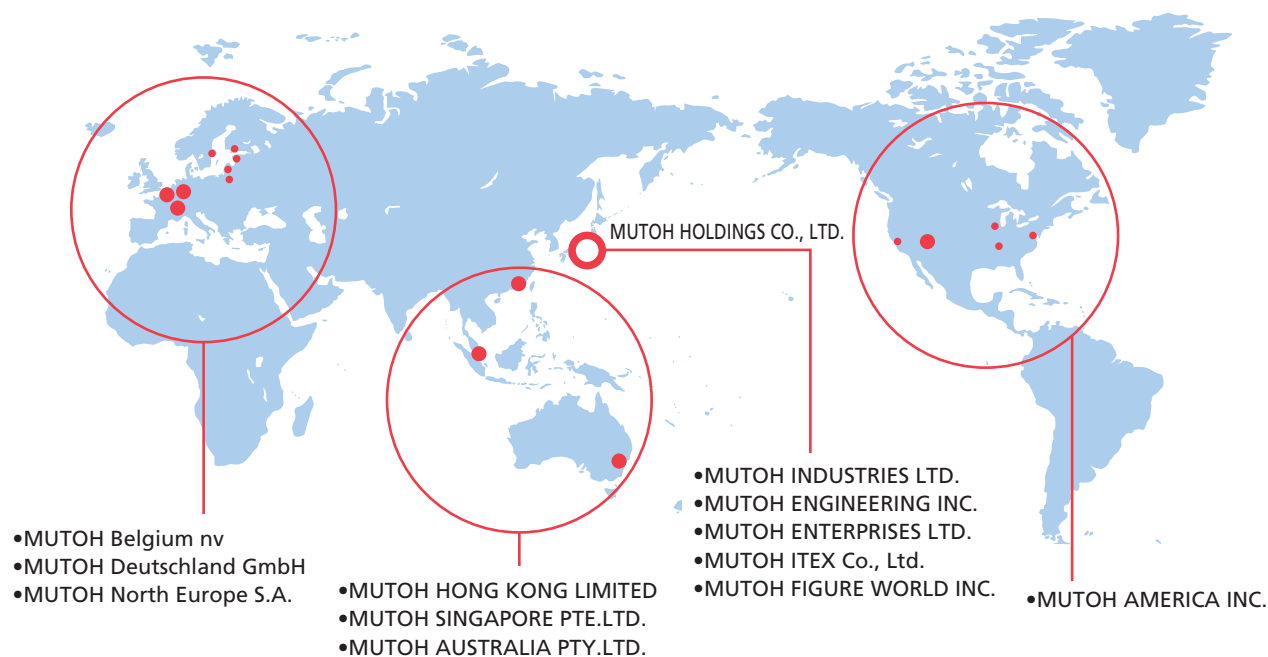 MUTOH HOLDINGS CO., LTD.
•MUTOH Belgium nv
•MUTOH Deutschland GmbH
•MUTOH North Europe S.A.
•MUTOH HONG KONG LIMITED
•MUTOH SINGAPORE PTE.LTD.
•MUTOH AUSTRALIA PTY.LTD.
•MUTOH INDUSTRIES LTD.
•MUTOH ENGINEERING INC.
•MUTOH ENTERPRISES LTD.
•MUTOH ITEX Co., Ltd.
•MUTOH FIGURE WORLD INC.
•MUTOH AMERICA INC.